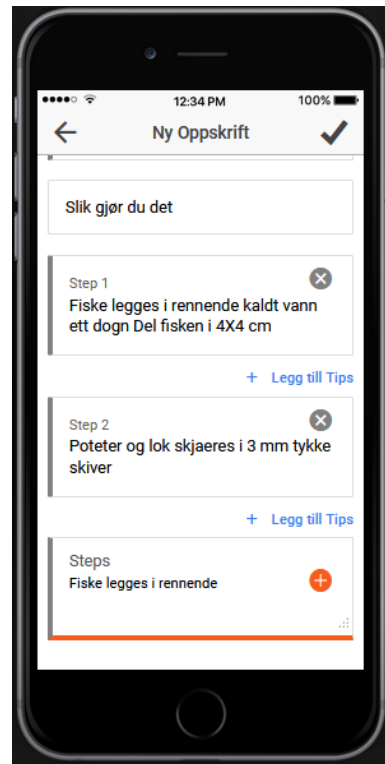 12:34 PM
100%
Ny Oppskrift
Slik gjør du det
Step 1
Fiske legges i rennende kaldt vann
ett dogn Del fisken i 4X4 cm
+ Legg till Tips
Step 2
Poteter og lok skjaeres i 3 mm tykke
skiver
+ Legg till Tips
Steps
Fiske legges i rennende